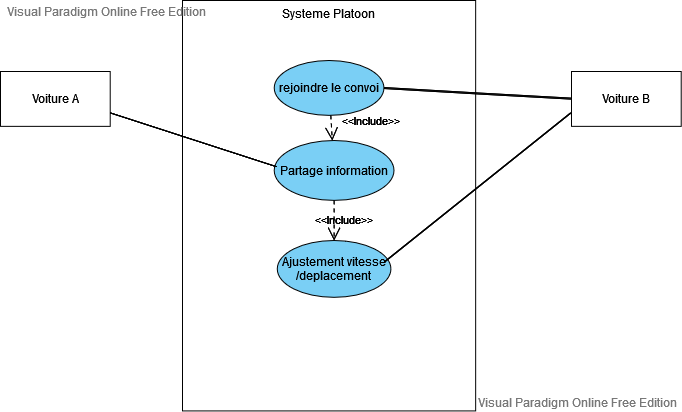 Visual Paradigm Online Free Edition
Systeme Platoon
Voiture A
rejoindre le convoi
Voiture B
<<Include>>
Partage information
<<Include>>
Ajustement vitesse
/deplacement
Visual Paradigm Online Free Edition